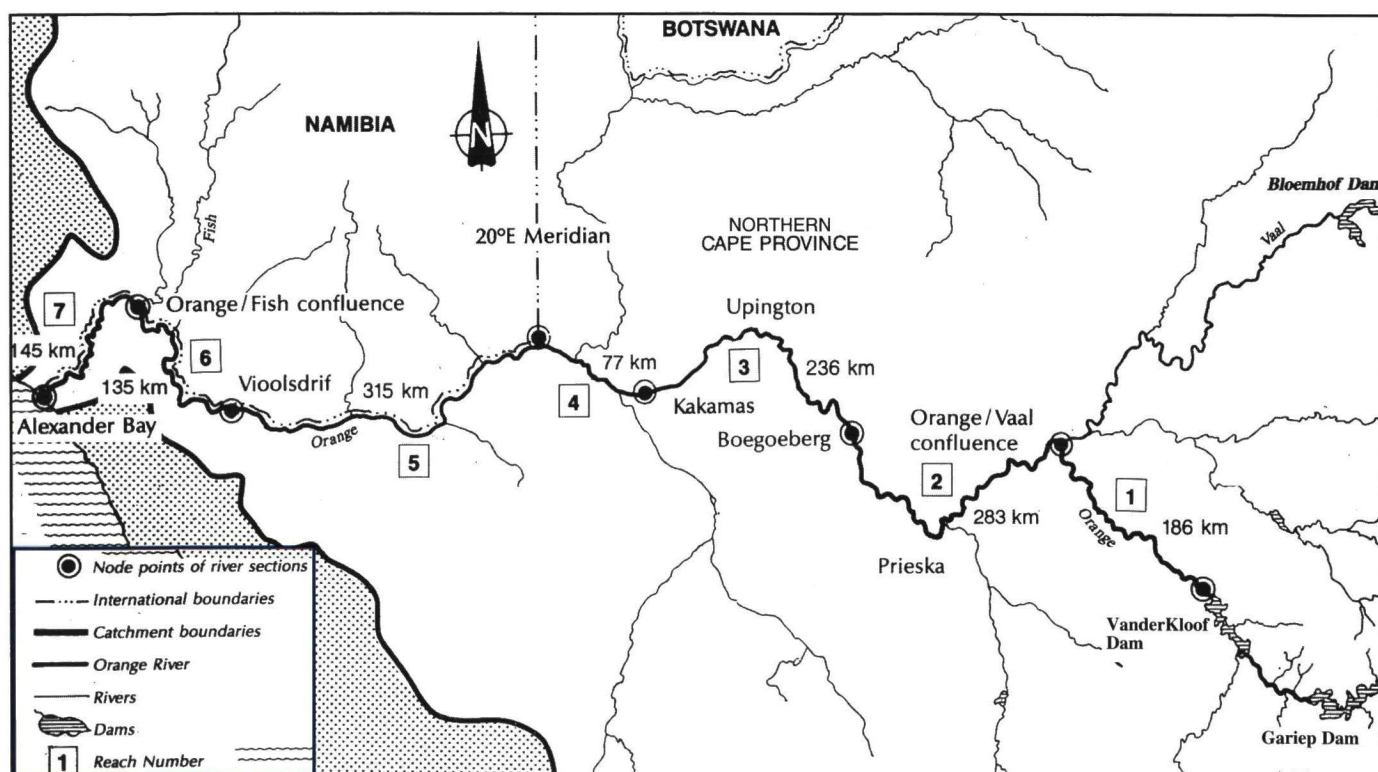 BOTSWANA
NAMIBIA
N
Bloemhof Dam
Fish
20°E Meridian
NORTHERN
CAPE PROVINCE
Vaal
7
Orange/Fish confluence
Upington
145 km
6
77 km
3
236 km
135 km
Vioolsdrif
315 km
4
Kakamas
Orange/Vaal
confluence
Alexander Bay
Orange
Boegoeberg
5
2
1
283 km
Orange
186 km
Prieska
VanderKloof
Dam
Gariep Dam
Node points of river sections
International boundaries
Catchment boundaries
Orange River
Rivers
Dams
1 Reach Number